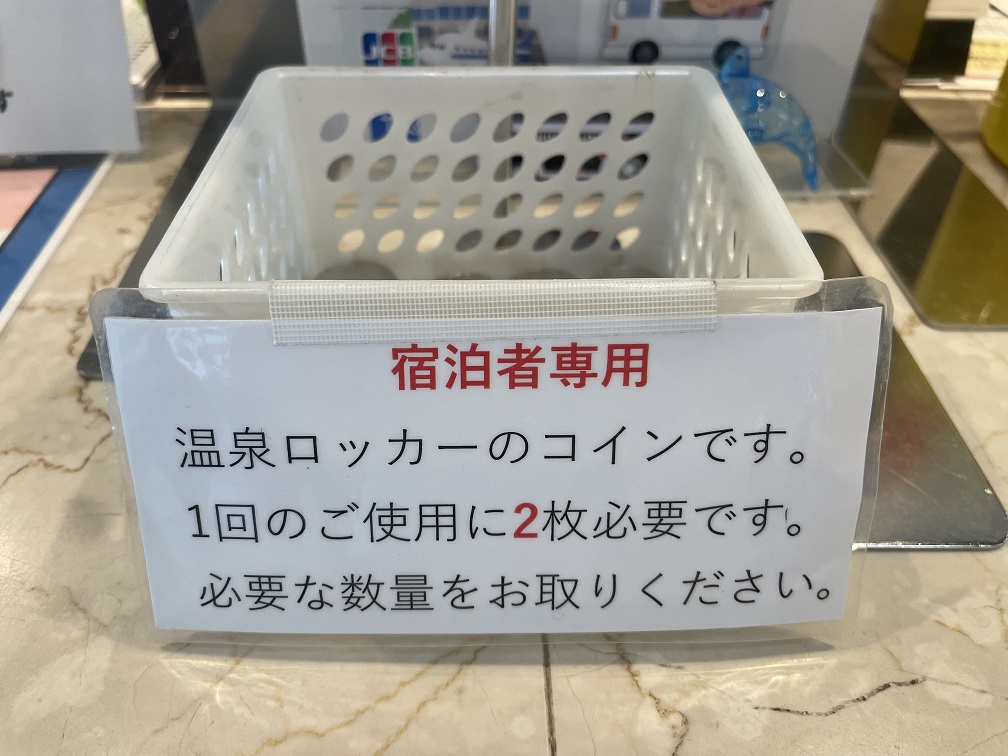 JCB
す
宿泊者専用
温泉ロッカーのコインです。
1回のご使用に2枚必要です。
必要な数量をお取りください。